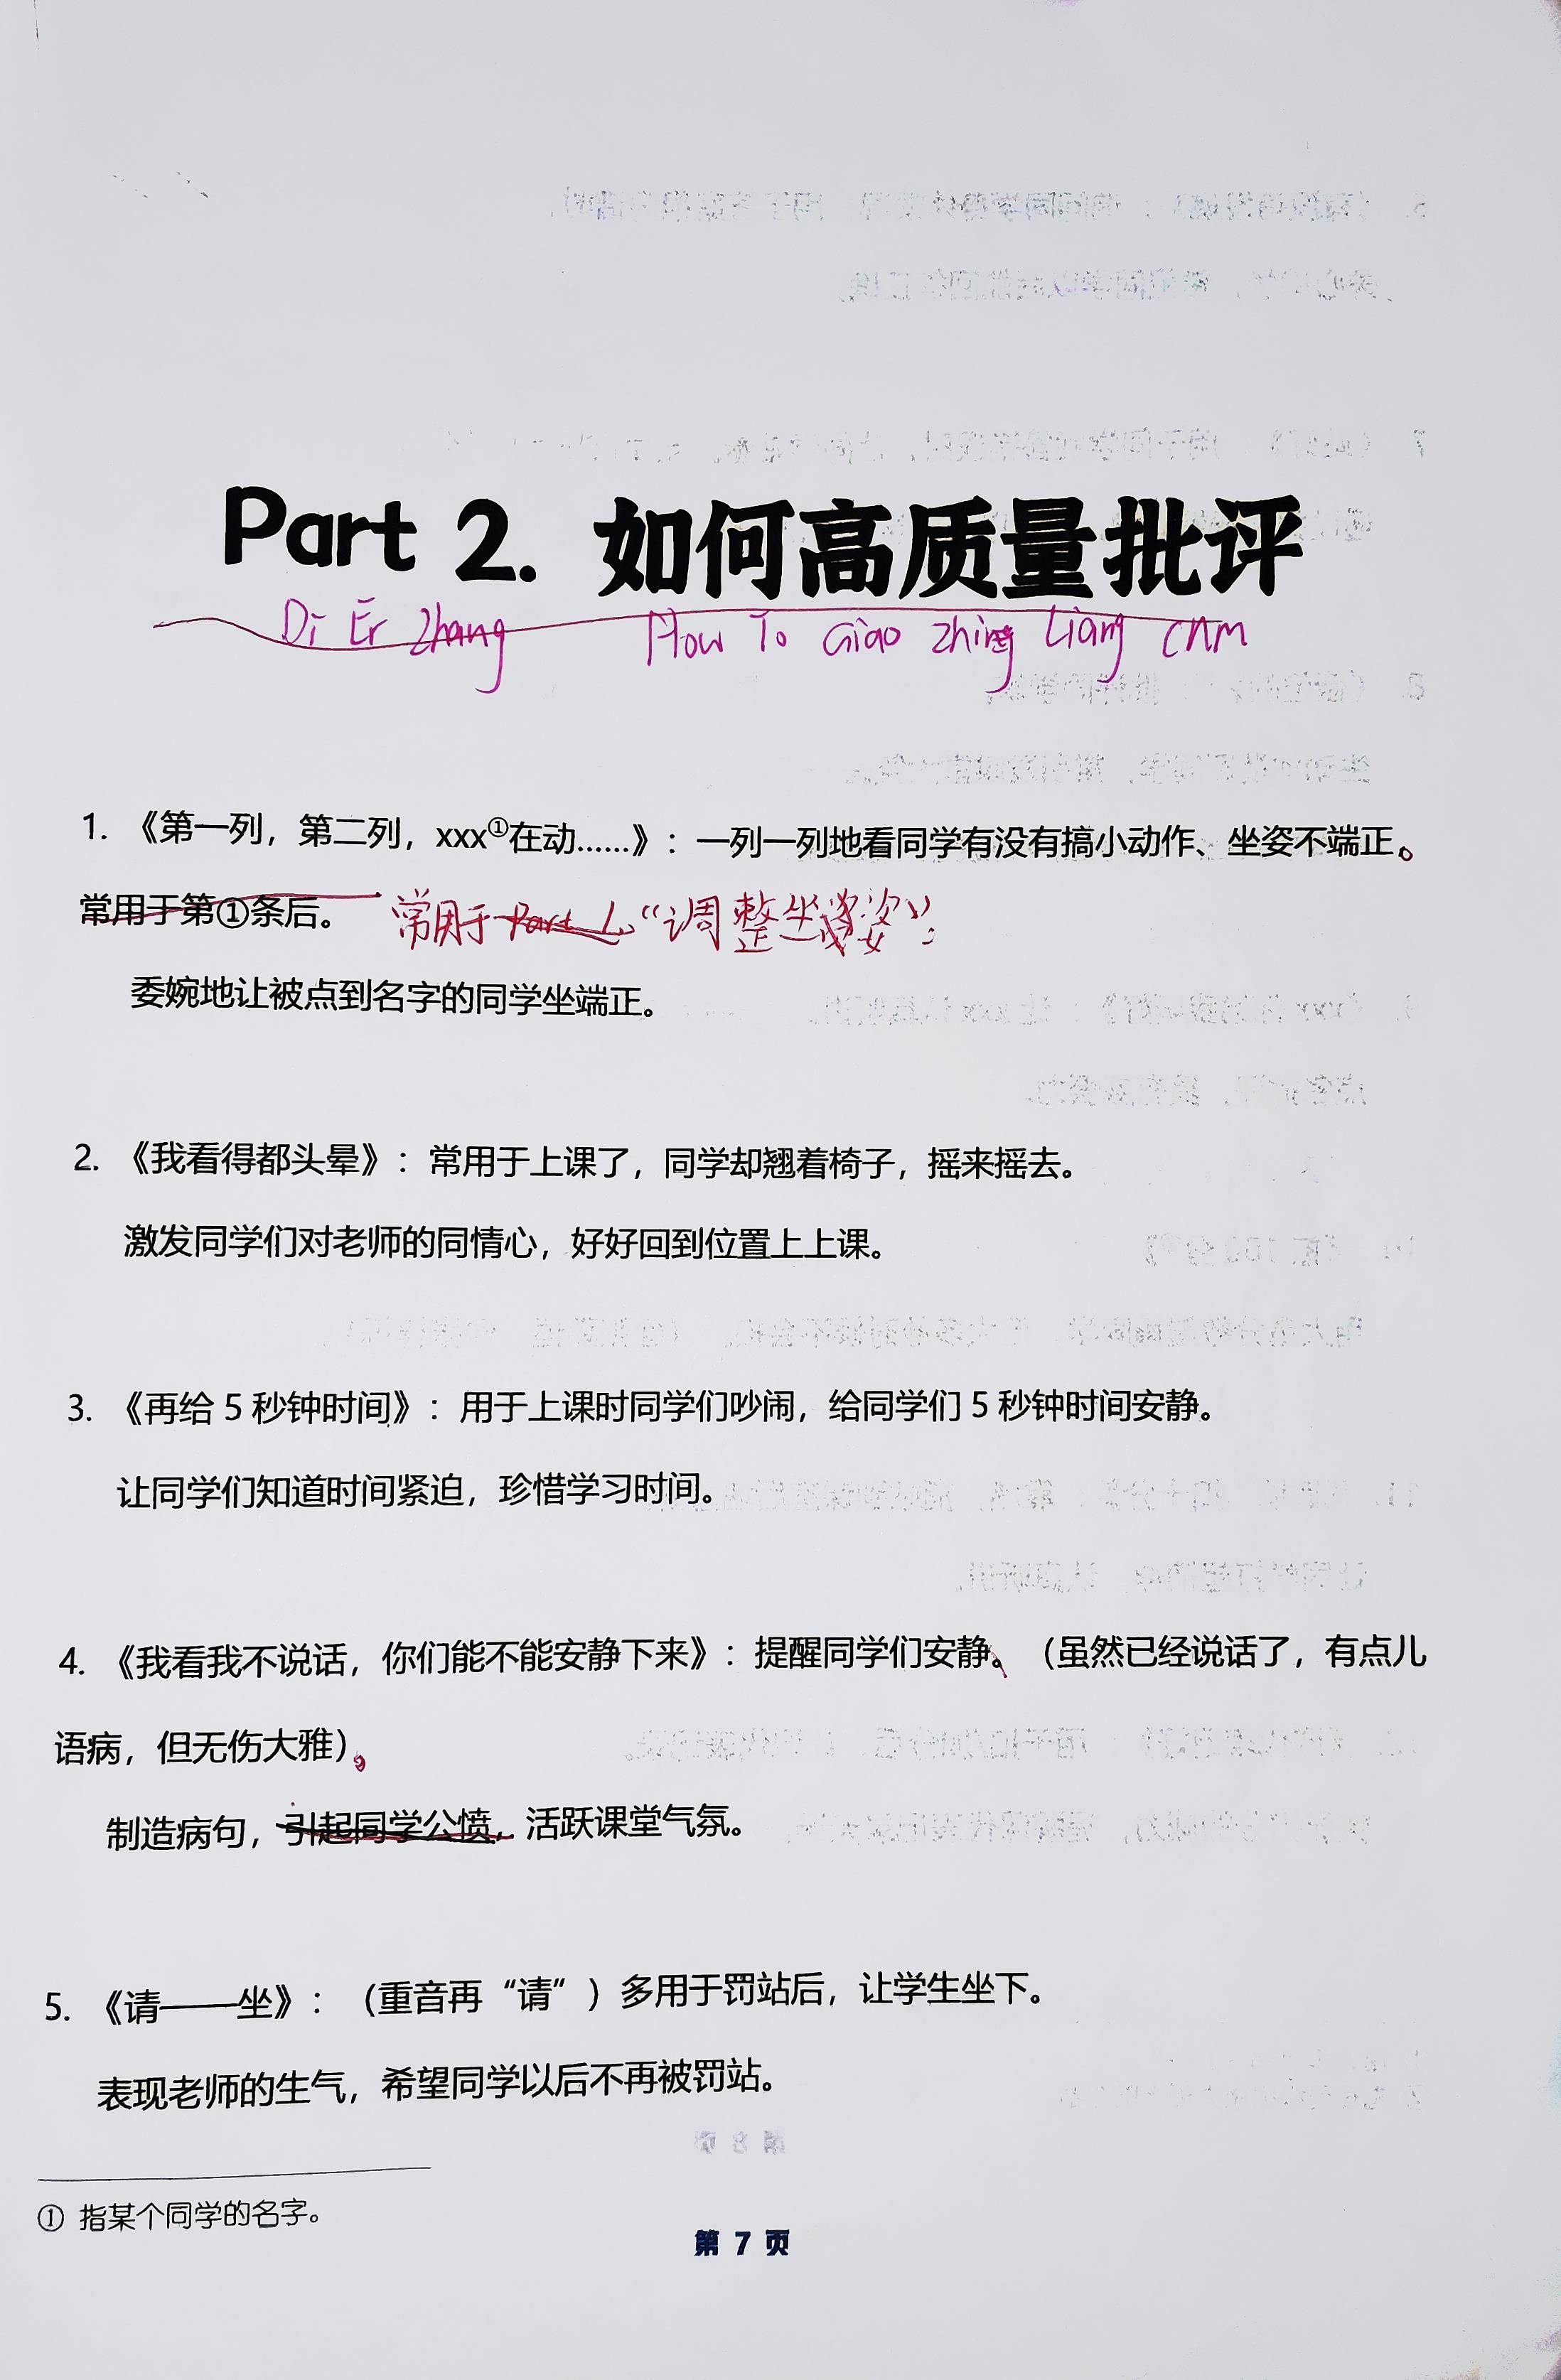 Part 2. 如何高质量批评
Dì Èr Zhāng How To Gāo Zhìng Liàng CNM
1. 《第一列，第二列，xxx①在动……》：一列一列地看同学有没有搞小动作、坐姿不端正。
常用于第①条后。 常用于Part 1.“调整坐姿”；
委婉地让被点到名字的同学坐端正。
2. 《我看得都头晕》：常用于上课了，同学却翘着椅子，摇来摇去。
激发同学们对老师的同情心，好好回到位置上上课。
3. 《再给 5 秒钟时间》：用于上课时同学们吵闹，给同学们 5 秒钟时间安静。
让同学们知道时间紧迫，珍惜学习时间。
4. 《我看我不说话，你们能不能安静下来》：提醒同学们安静。（虽然已经说话了，有点儿
语病，但无伤大雅）。
制造病句，引起同学公愤，活跃课堂气氛。
5. 《请——坐》：（重音再“请”）多用于罚站后，让学生坐下。
表现老师的生气，希望同学以后不再被罚站。
① 指某个同学的名字。
第 7 页